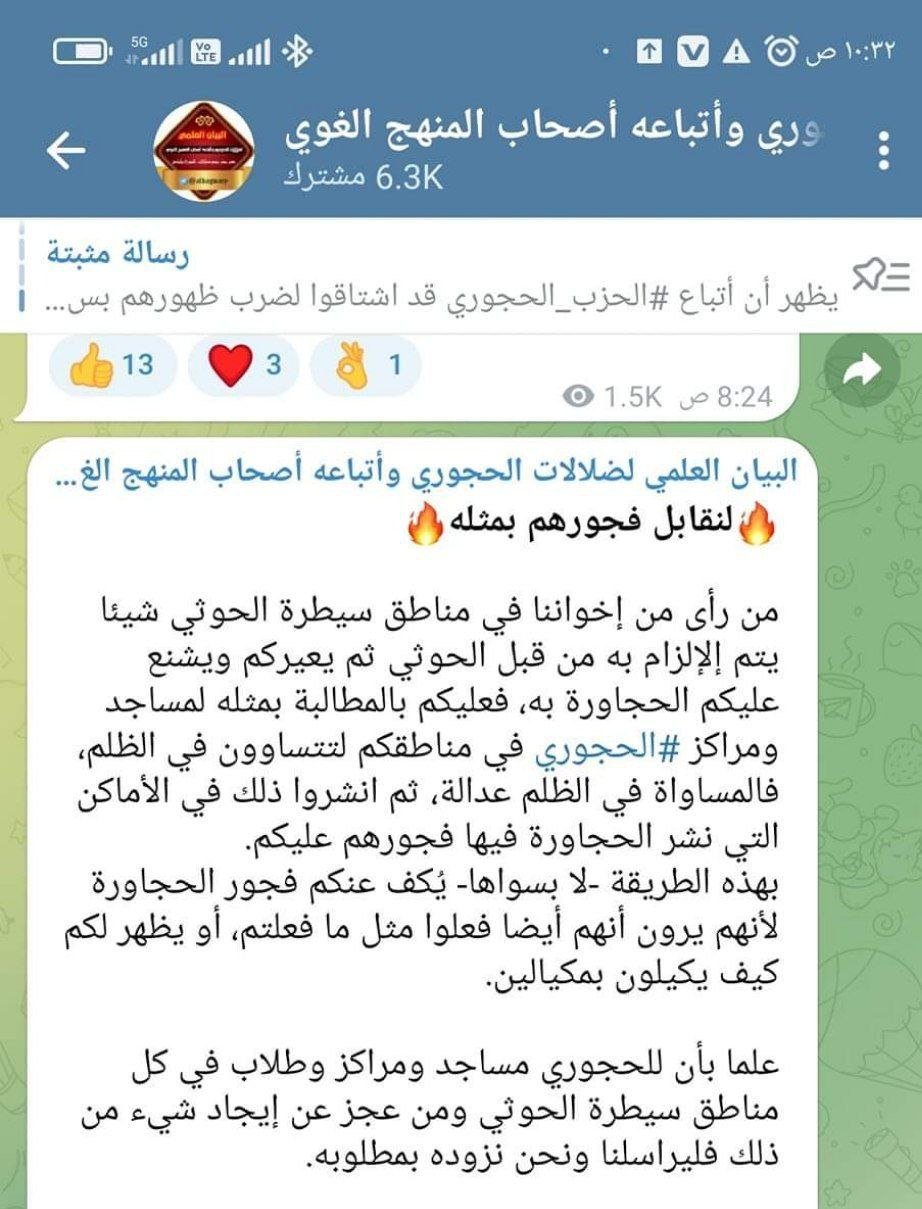 ١٠:٣٢ ص
5G
Vo LTE
وري وأتباعه أصحاب المنهج الغوي
6.3K مشترك
البيان العلمي
رسالة مثبتة
يظهر أن أتباع #الحزب_الحجوري قد اشتاقوا لضرب ظهورهم بس...
👍 13 ❤️ 3 👌 1
1.5K 8:24 ص
البيان العلمي لضلالات الحجوري وأتباعه أصحاب المنهج الغ...
🔥لنقابل فجورهم بمثله🔥
من رأى من إخواننا في مناطق سيطرة الحوثي شيئا
يتم الإلزام به من قبل الحوثي ثم يعيركم ويشنع
عليكم الحجاورة به، فعليكم بالمطالبة بمثله لمساجد
ومراكز #الحجوري في مناطقكم لتتساوون في الظلم،
فالمساواة في الظلم عدالة، ثم انشروا ذلك في الأماكن
التي نشر الحجاورة فيها فجورهم عليكم.
بهذه الطريقة -لا بسواها- يُكف عنكم فجور الحجاورة
لأنهم يرون أنهم أيضا فعلوا مثل ما فعلتم، أو يظهر لكم
كيف يكيلون بمكيالين.
علما بأن للحجوري مساجد ومراكز وطلاب في كل
مناطق سيطرة الحوثي ومن عجز عن إيجاد شيء من
ذلك فليراسلنا ونحن نزوده بمطلوبه.